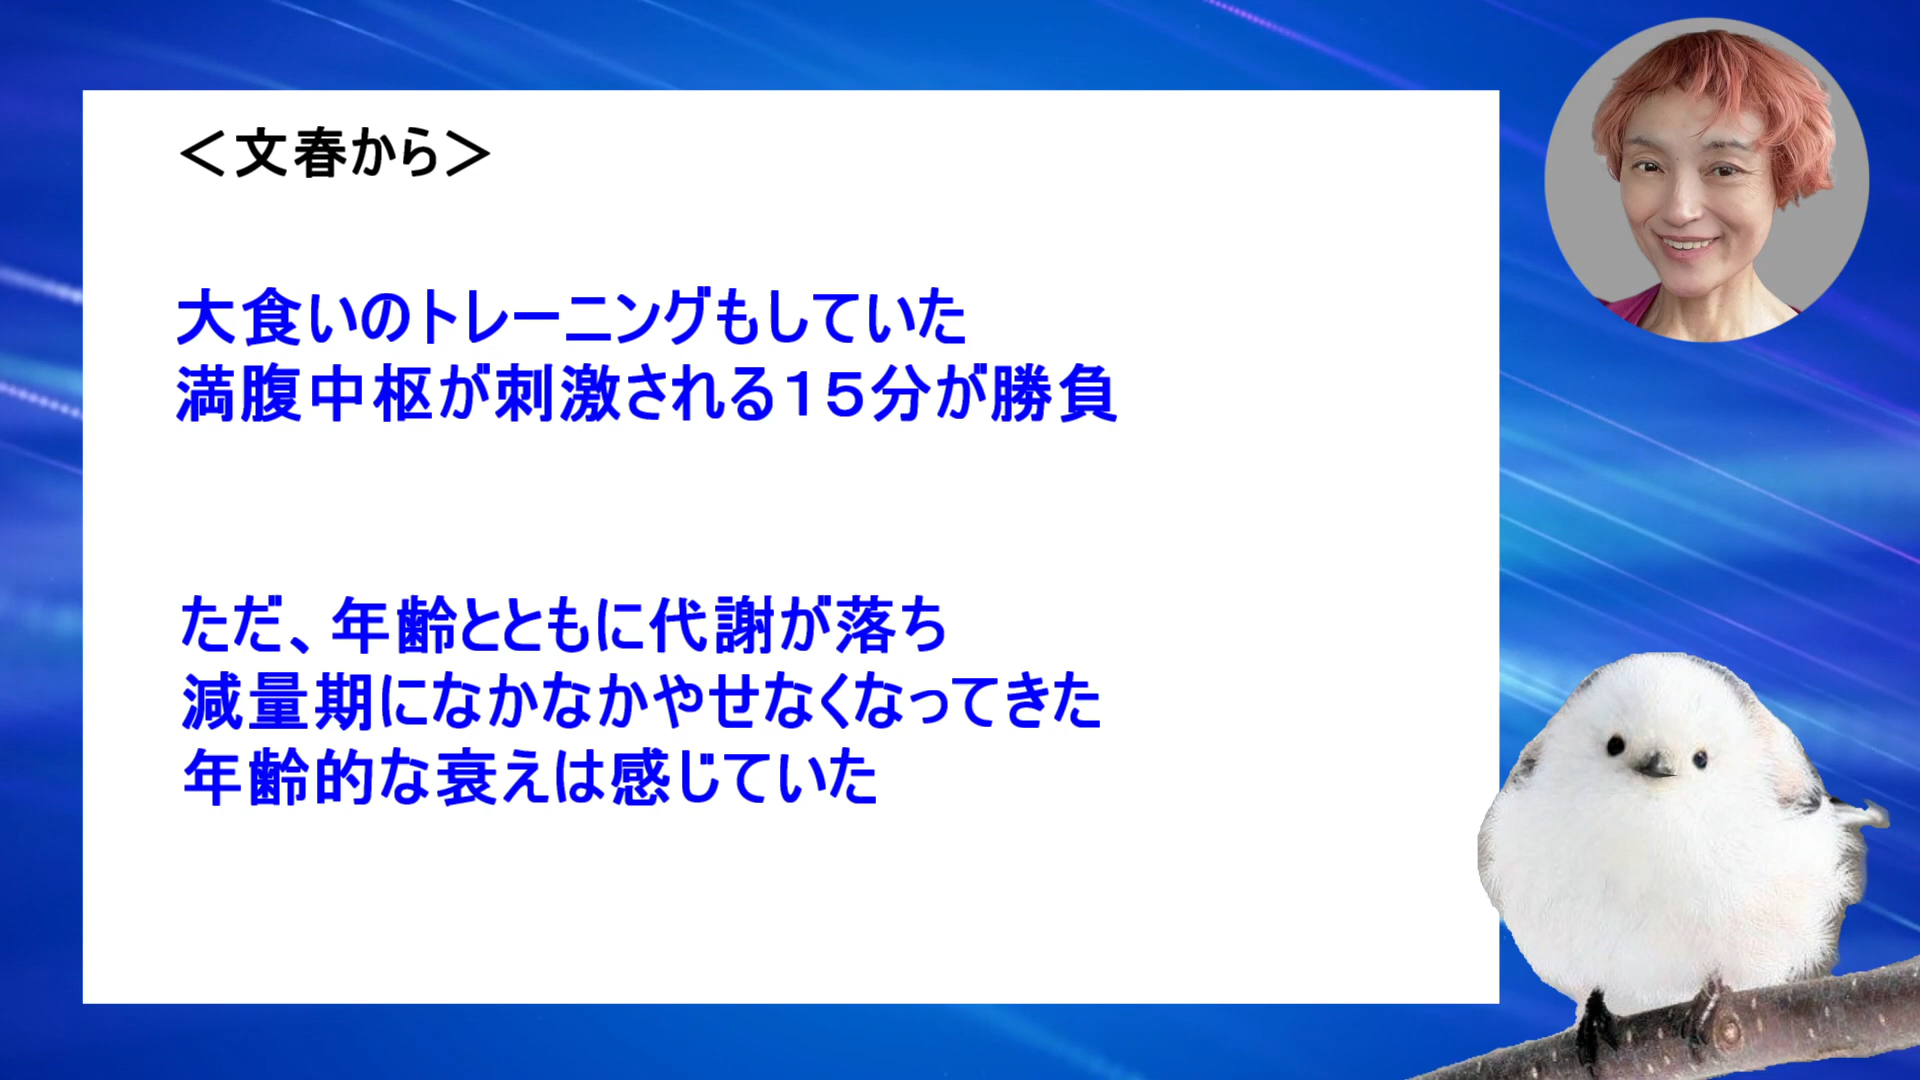 ＜文春から＞
大食いのトレーニングもしていた
満腹中枢が刺激される１５分が勝負
ただ、年齢とともに代謝が落ち
減量期になかなかやせなくなってきた
年齢的な衰えは感じていた